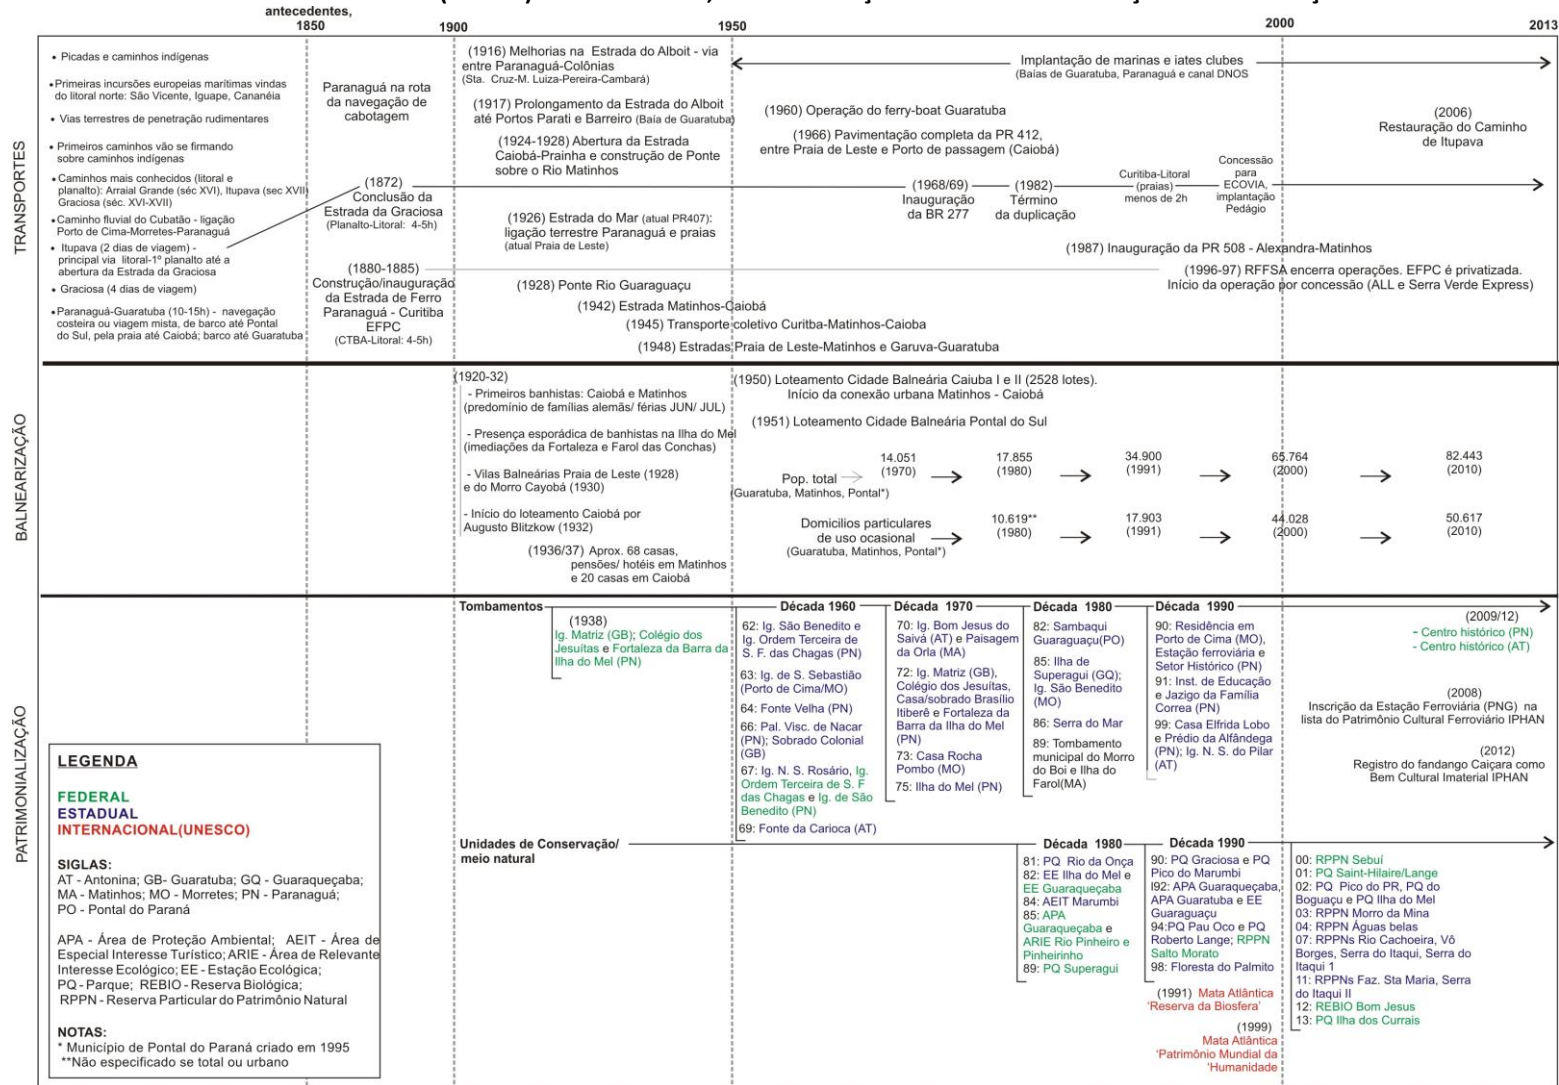 antecedentes,
1850
1900
1950
2000
2013
TRANSPORTES
• Picadas e caminhos indígenas
•Primeiras incursões europeias marítimas vindas
do litoral norte: São Vicente, Iguape, Cananéia
• Vias terrestres de penetração rudimentares
• Primeiros caminhos vão se firmando
sobre caminhos indígenas
• Caminhos mais conhecidos (litoral e
planalto): Arraial Grande (séc XVI), Itupava (sec XVII)
Graciosa (séc. XVI-XVII)
•Caminho fluvial do Cubatão - ligação
Porto de Cima-Morretes-Paranaguá
• Itupava (2 dias de viagem) -
principal via litoral-1º planalto até a
abertura da Estrada da Graciosa
• Graciosa (4 dias de viagem)
•Paranaguá-Guaratuba (10-15h) - navegação
costeira ou viagem mista, de barco até Pontal
do Sul, pela praia até Caiobá; barco até Guaratuba
Paranaguá na rota
da navegação de
cabotagem
(1872)
Conclusão da
Estrada da Graciosa
(Planalto-Litoral: 4-5h)
(1880-1885)
Construção/inauguração
da Estrada de Ferro
Paranaguá - Curitiba
EFPC
(CTBA-Litoral: 4-5h)
(1916) Melhorias na Estrada do Alboit - via
entre Paranaguá-Colônias
(Sta. Cruz-M. Luiza-Pereira-Cambará)
(1917) Prolongamento da Estrada do Alboit
até Portos Parati e Barreiro (Baía de Guaratuba)
(1924-1928) Abertura da Estrada
Caiobá-Prainha e construção de Ponte
sobre o Rio Matinhos
(1926) Estrada do Mar (atual PR407):
ligação terrestre Paranaguá e praias
(atual Praia de Leste)
(1928) Ponte Rio Guaraguaçu
(1942) Estrada Matinhos-Caiobá
(1945) Transporte coletivo Curitba-Matinhos-Caioba
(1948) Estradas Praia de Leste-Matinhos e Garuva-Guaratuba
Implantação de marinas e iates clubes
(Baías de Guaratuba, Paranaguá e canal DNOS)
(1960) Operação do ferry-boat Guaratuba
(1966) Pavimentação completa da PR 412,
entre Praia de Leste e Porto de passagem (Caiobá)
(1968/69)
Inauguração
da BR 277
(1982)
Término
da duplicação
Curitiba-Litoral
(praias)
menos de 2h
Concessão
para
ECOVIA,
implantação
Pedágio
(2006)
Restauração do Caminho
de Itupava
(1987) Inauguração da PR 508 - Alexandra-Matinhos
(1996-97) RFFSA encerra operações. EFPC é privatizada.
Início da operação por concessão (ALL e Serra Verde Express)
BALNEARIZAÇÃO
(1920-32)
- Primeiros banhistas: Caiobá e Matinhos
(predomínio de famílias alemãs/ férias JUN/ JUL)
- Presença esporádica de banhistas na Ilha do Mel
(imediações da Fortaleza e Farol das Conchas)
- Vilas Balneárias Praia de Leste (1928)
e do Morro Cayobá (1930)
- Início do loteamento Caiobá por
Augusto Blitzkow (1932)
(1936/37) Aprox. 68 casas,
pensões/ hotéis em Matinhos
e 20 casas em Caiobá
(1950) Loteamento Cidade Balneária Caiuba I e II (2528 lotes).
Início da conexão urbana Matinhos - Caiobá
(1951) Loteamento Cidade Balneária Pontal do Sul
Pop. total
(Guaratuba, Matinhos, Pontal*)
14.051
(1970)
17.855
(1980)
34.900
(1991)
65.764
(2000)
82.443
(2010)
Domicilios particulares
de uso ocasional
(Guaratuba, Matinhos, Pontal*)
10.619**
(1980)
17.903
(1991)
44.028
(2000)
50.617
(2010)
PATRIMONIALIZAÇÃO
Tombamentos
(1938)
Ig. Matriz (GB); Colégio dos
Jesuítas e Fortaleza da Barra da
Ilha do Mel (PN)
Década 1960
62: Ig. São Benedito e
Ig. Ordem Terceira de
S. F. das Chagas (PN)
63: Ig. de S. Sebastião
(Porto de Cima/MO)
64: Fonte Velha (PN)
66: Pal. Visc. de Nacar
(PN); Sobrado Colonial
(GB)
67: Ig. N. S. Rosário, Ig.
Ordem Terceira de S. F
das Chagas e Ig. de São
Benedito (PN)
69: Fonte da Carioca (AT)
Década 1970
70: Ig. Bom Jesus do
Saivá (AT) e Paisagem
da Orla (MA)
72: Ig. Matriz (GB),
Colégio dos Jesuítas,
Casa/sobrado Brasílio
Itiberê e Fortaleza da
Barra da Ilha do Mel
(PN)
73: Casa Rocha
Pombo (MO)
75: Ilha do Mel (PN)
Década 1980
82: Sambaqui
Guaraguaçu(PO)
85: Ilha de
Superagui (GQ);
Ig. São Benedito
(MO)
86: Serra do Mar
89: Tombamento
municipal do Morro
do Boi e Ilha do
Farol(MA)
Década 1990
90: Residência em
Porto de Cima (MO),
Estação ferroviária e
Setor Histórico (PN)
91: Inst. de Educação
e Jazigo da Família
Correa (PN)
99: Casa Elfrida Lobo
e Prédio da Alfândega
(PN); Ig. N. S. do Pilar
(AT)
(2009/12)
- Centro histórico (PN)
- Centro histórico (AT)
(2008)
Inscrição da Estação Ferroviária (PNG) na
lista do Patrimônio Cultural Ferroviário IPHAN
(2012)
Registro do fandango Caiçara como
Bem Cultural Imaterial IPHAN
Unidades de Conservação/
meio natural
Década 1980
81: PQ Rio da Onça
82: EE Ilha do Mel e
EE Guaraqueçaba
84: AEIT Marumbi
85: APA
Guaraqueçaba e
ARIE Rio Pinheiro e
Pinheirinho
89: PQ Superagui
Década 1990
90: PQ Graciosa e PQ
Pico do Marumbi
I92: APA Guaraqueçaba,
APA Guaratuba e EE
Guaraguaçu
94:PQ Pau Oco e PQ
Roberto Lange; RPPN
Salto Morato
98: Floresta do Palmito
(1991) Mata Atlântica
'Reserva da Biosfera'
(1999)
Mata Atlântica
'Patrimônio Mundial da
'Humanidade
00: RPPN Sebuí
01: PQ Saint-Hilaire/Lange
02: PQ Pico do PR, PQ do
Boguaçu e PQ Ilha do Mel
03: RPPN Morro da Mina
04: RPPN Águas belas
07: RPPNs Rio Cachoeira, Vô
Borges, Serra do Itaqui, Serra do
Itaqui 1
11: RPPNs Faz. Sta Maria, Serra
do Itaqui II
12: REBIO Bom Jesus
13: PQ Ilha dos Currais
LEGENDA
FEDERAL
ESTADUAL
INTERNACIONAL(UNESCO)
SIGLAS:
AT - Antonina; GB- Guaratuba; GQ - Guaraqueçaba;
MA - Matinhos; MO - Morretes; PN - Paranaguá;
PO - Pontal do Paraná
APA - Área de Proteção Ambiental; AEIT - Área de
Especial Interesse Turístico; ARIE - Área de Relevante
Interesse Ecológico; EE - Estação Ecológica;
PQ - Parque; REBIO - Reserva Biológica;
RPPN - Reserva Particular do Patrimônio Natural
NOTAS:
* Município de Pontal do Paraná criado em 1995
**Não especificado se total ou urbano